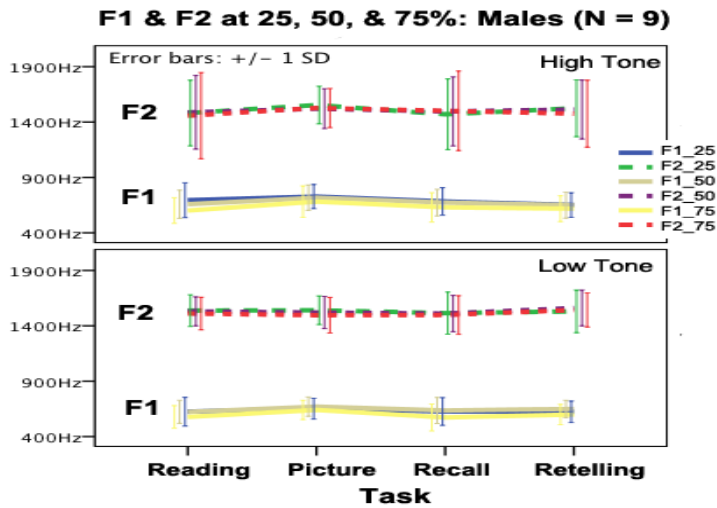 F1 & F2 at 25, 50, & 75%: Males (N = 9)
Error bars: +/− 1 SD
High Tone
1900Hz
1400Hz
900Hz
400Hz
F2
F1
F1_25
F2_25
F1_50
F2_50
F1_75
F2_75
Low Tone
1900Hz
1400Hz
900Hz
400Hz
F2
F1
Reading Picture Recall Retelling
Task